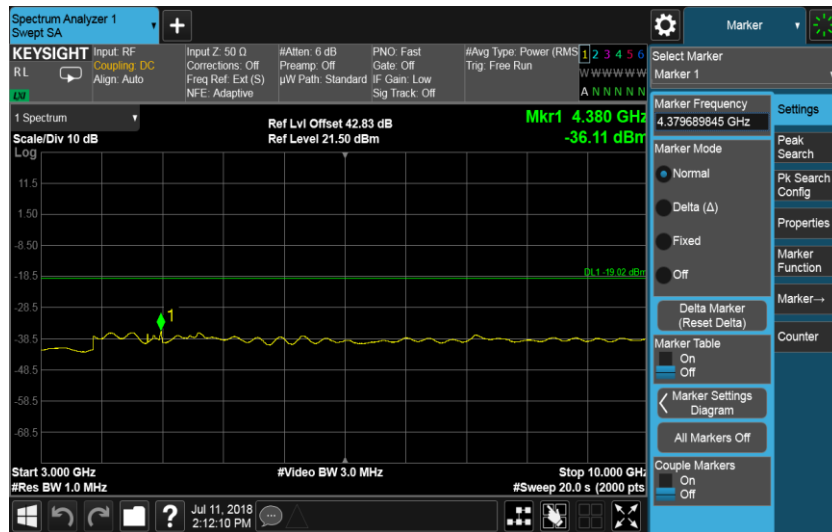 Spectrum Analyzer 1
Swept SA
Marker
KEYSIGHT
RL
LXI
Input: RF
Coupling: DC
Align: Auto
Input Z: 50 Ω
Corrections: Off
Freq Ref: Ext (S)
NFE: Adaptive
#Atten: 6 dB
Preamp: Off
µW Path: Standard
PNO: Fast
Gate: Off
IF Gain: Low
Sig Track: Off
#Avg Type: Power (RMS
Trig: Free Run
1 2 3 4 5 6
W W W W W W
A N N N N N
Select Marker
Marker 1
1 Spectrum
Scale/Div 10 dB
Log
Ref Lvl Offset 42.83 dB
Ref Level 21.50 dBm
Mkr1 4.380 GHz
-36.11 dBm
11.5
1.50
-8.50
-18.5
-28.5
-38.5
-48.5
-58.5
-68.5
DL1 -19.02 dBm
1
Start 3.000 GHz
#Res BW 1.0 MHz
#Video BW 3.0 MHz
Stop 10.000 GHz
#Sweep 20.0 s (2000 pts
Marker Frequency
4.379689845 GHz
Marker Mode
Normal
Delta (Δ)
Fixed
Off
Delta Marker
(Reset Delta)
Marker Table
On
Off
Marker Settings
Diagram
All Markers Off
Couple Markers
On
Off
Settings
Peak
Search
Pk Search
Config
Properties
Marker
Function
Marker→
Counter
?
Jul 11, 2018
2:12:10 PM